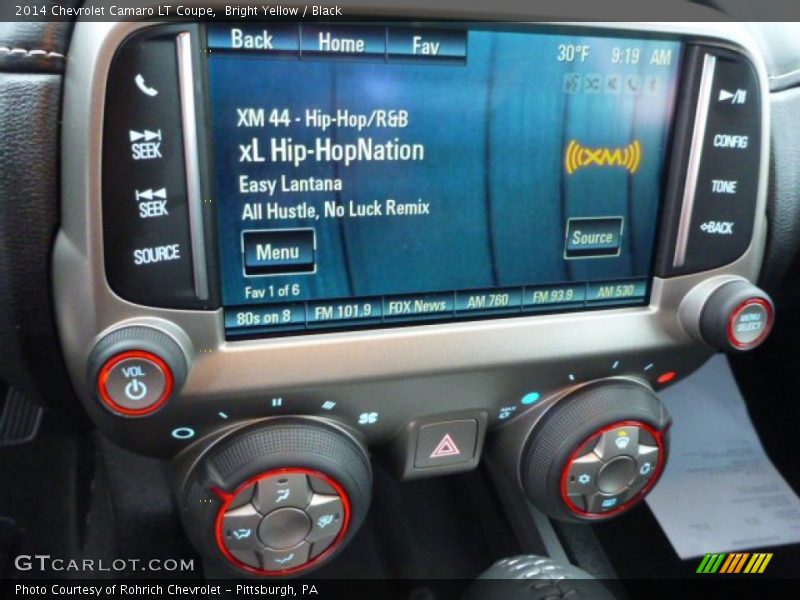 2014 Chevrolet Camaro LT Coupe,  Bright Yellow / Black
Back Home Fav
30°F 9:19 AM
XM 44 - Hip-Hop/R&B
xL Hip-HopNation
Easy Lantana
All Hustle, No Luck Remix
((XM))
Menu
Source
Fav 1 of 6
80s on 8 FM 101.9 FOX News AM 760 FM 93.9 AM 530
SEEK
SEEK
SOURCE
CONFIG
TONE
BACK
VOL
MENU
SELECT
MAX
GTCARLOT.COM
Photo Courtesy of Rohrich Chevrolet - Pittsburgh, PA